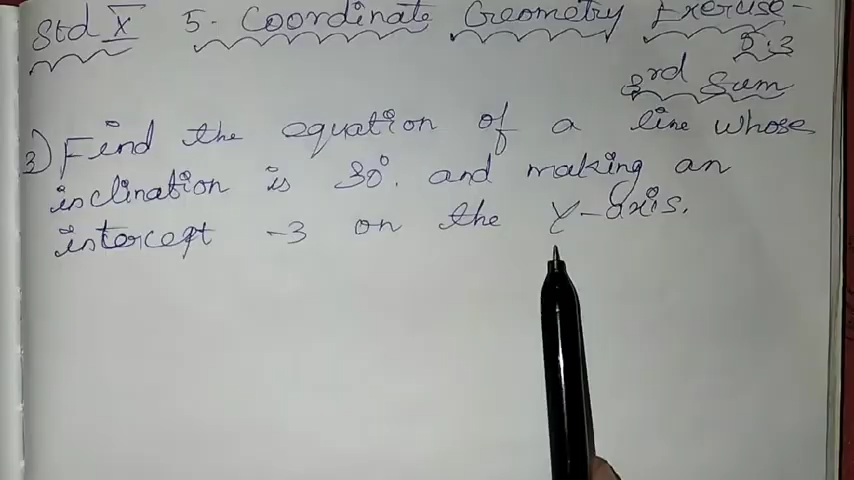 Std X 5. Coordinate Geometry Exercise-
5.3
3rd Sum
3) Find the equation of a line whose
inclination is 30°. and making an
intercept -3 on the Y-axis.